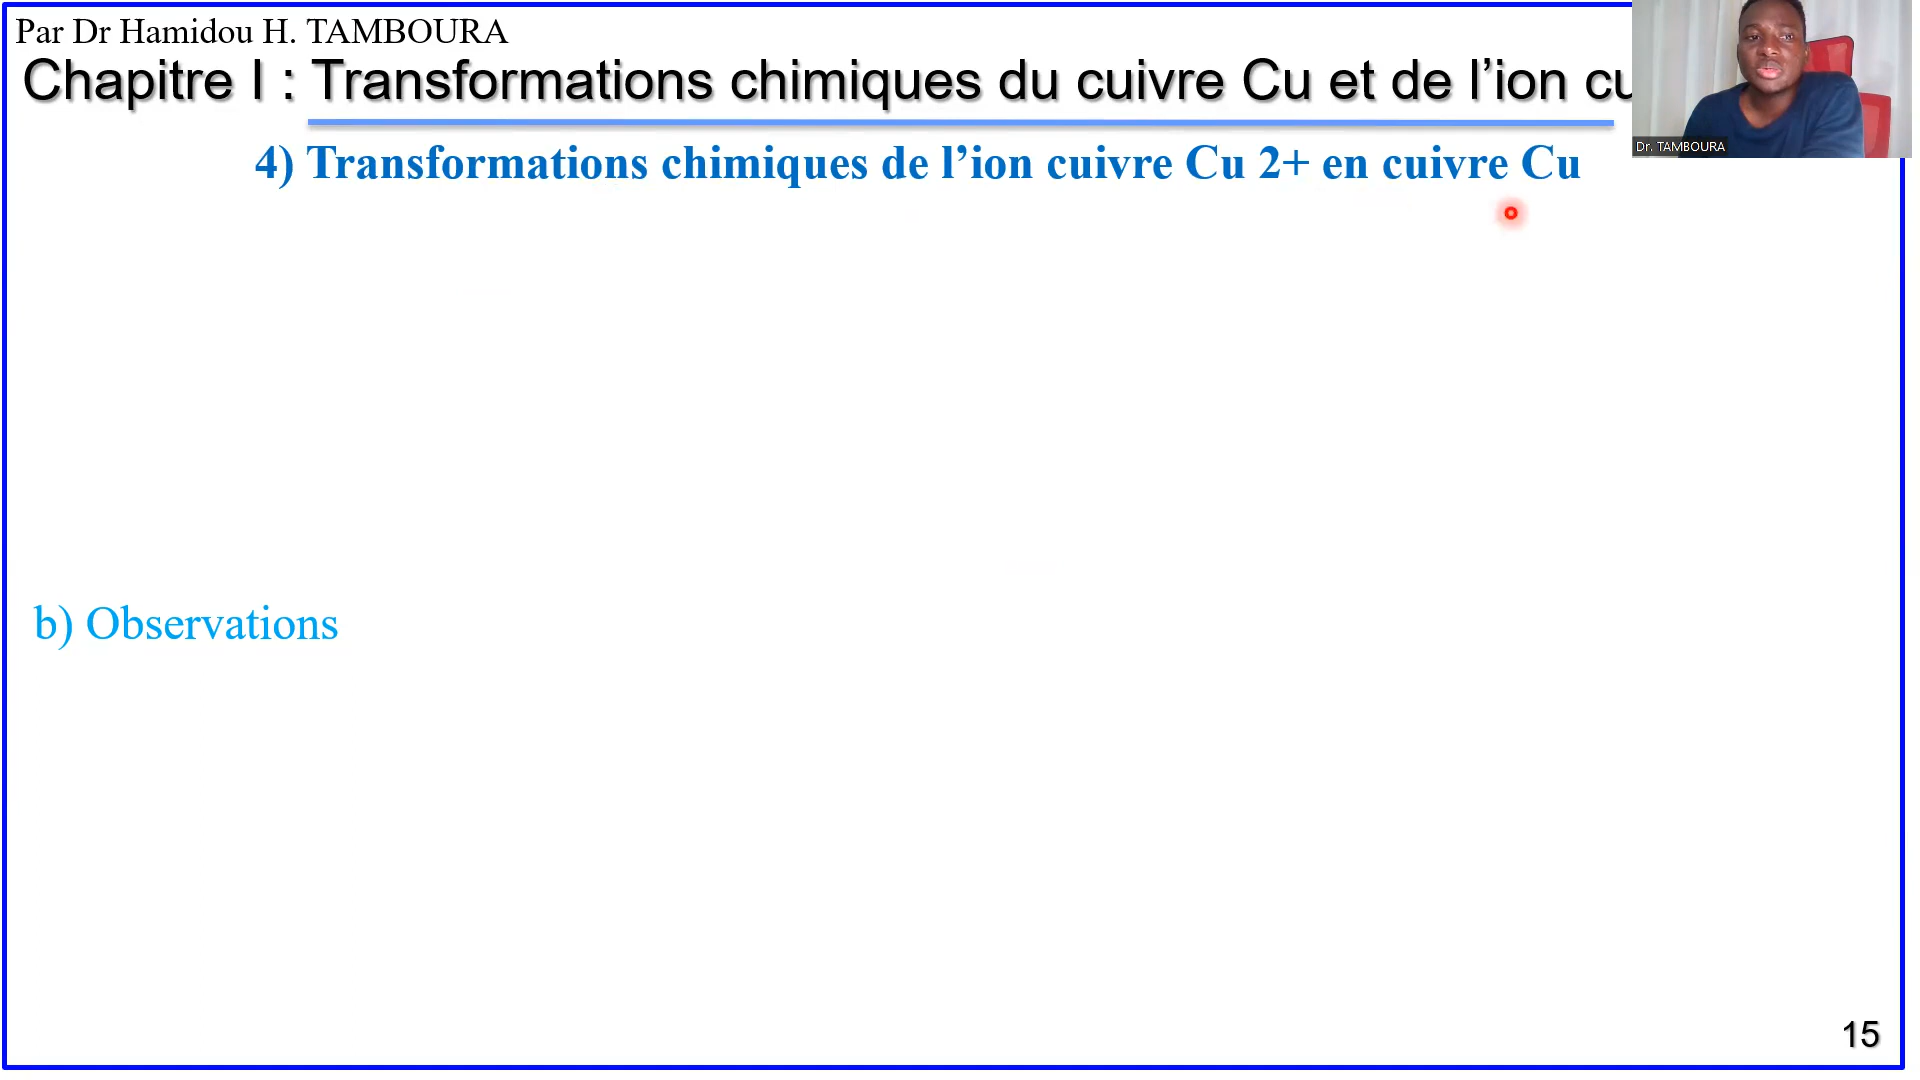 Par Dr Hamidou H. TAMBOURA
Chapitre I : Transformations chimiques du cuivre Cu et de l’ion cu
Dr. TAMBOURA
4) Transformations chimiques de l’ion cuivre Cu 2+ en cuivre Cu
b) Observations
15